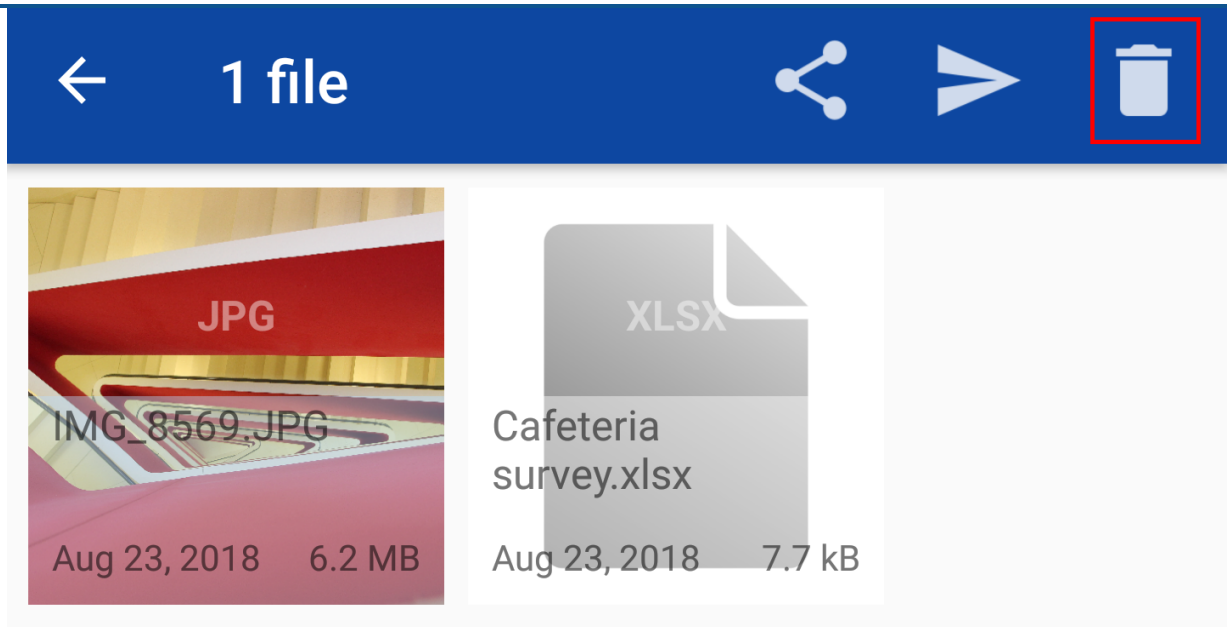 1 file
JPG
IMG_8569.JPG
Aug 23, 2018 6.2 MB
XLSX
Cafeteria
survey.xlsx
Aug 23, 2018 7.7 kB